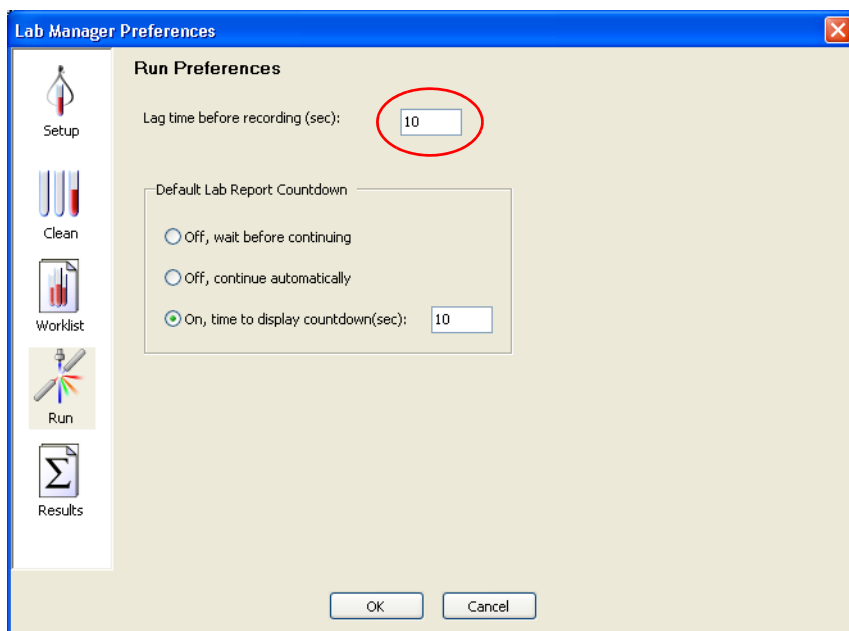 Lab Manager Preferences
Setup
Clean
Worklist
Run
Results
Run Preferences
Lag time before recording (sec): 10
Default Lab Report Countdown
Off, wait before continuing
Off, continue automatically
On, time to display countdown(sec): 10
OK Cancel